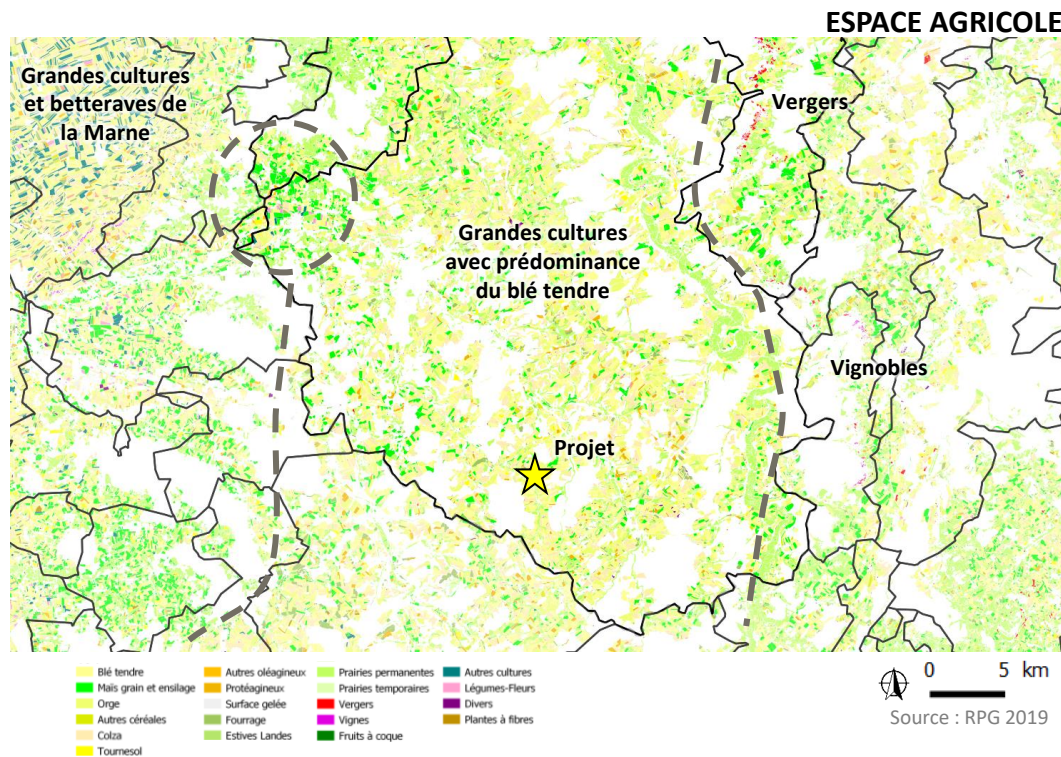 ESPACE AGRICOLE
Grandes cultures
et betteraves de
la Marne
Vergers
Grandes cultures
avec prédominance
du blé tendre
Vignobles
Projet
Blé tendre
Maïs grain et ensilage
Orge
Autres céréales
Colza
Tournesol
Autres oléagineux
Protéagineux
Surface gelée
Fourrage
Estives Landes
Prairies permanentes
Prairies temporaires
Vergers
Vignes
Fruits à coque
Autres cultures
Légumes-Fleurs
Divers
Plantes à fibres
0 5 km
Source : RPG 2019